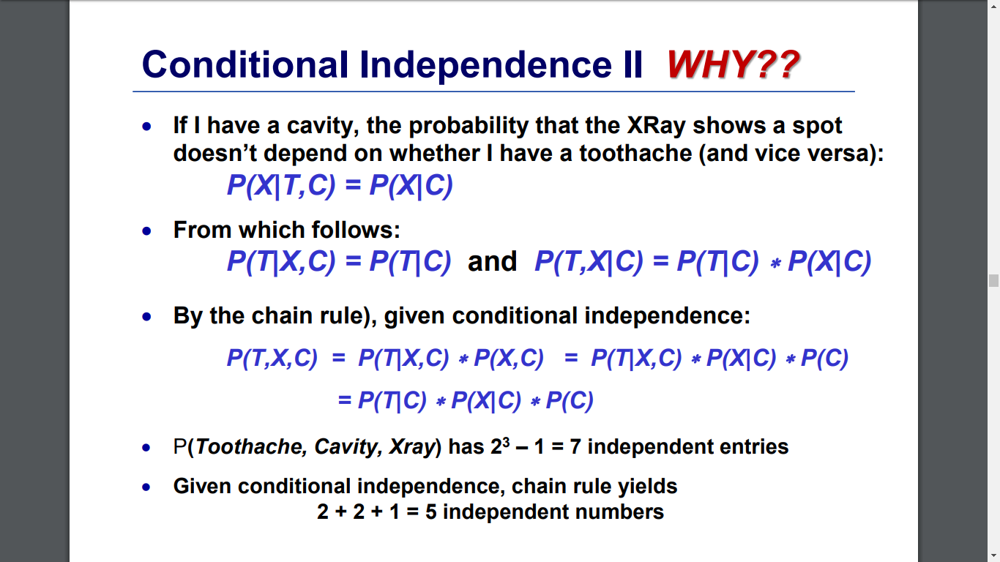 Conditional Independence II WHY??
• If I have a cavity, the probability that the XRay shows a spot
doesn’t depend on whether I have a toothache (and vice versa):
P(X|T,C) = P(X|C)
• From which follows:
P(T|X,C) = P(T|C) and P(T,X|C) = P(T|C) * P(X|C)
• By the chain rule), given conditional independence:
P(T,X,C) = P(T|X,C) * P(X,C) = P(T|X,C) * P(X|C) * P(C)
= P(T|C) * P(X|C) * P(C)
• P(Toothache, Cavity, Xray) has 2³ – 1 = 7 independent entries
• Given conditional independence, chain rule yields
2 + 2 + 1 = 5 independent numbers